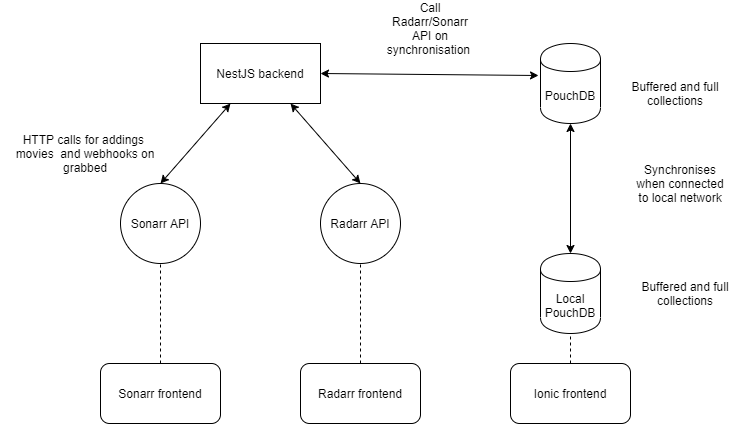 Call
Radarr/Sonarr
API on
synchronisation
NestJS backend
PouchDB
Buffered and full
collections
HTTP calls for addings
movies and webhooks on
grabbed
Synchronises
when connected
to local network
Sonarr API
Radarr API
Local
PouchDB
Buffered and full
collections
Sonarr frontend
Radarr frontend
Ionic frontend